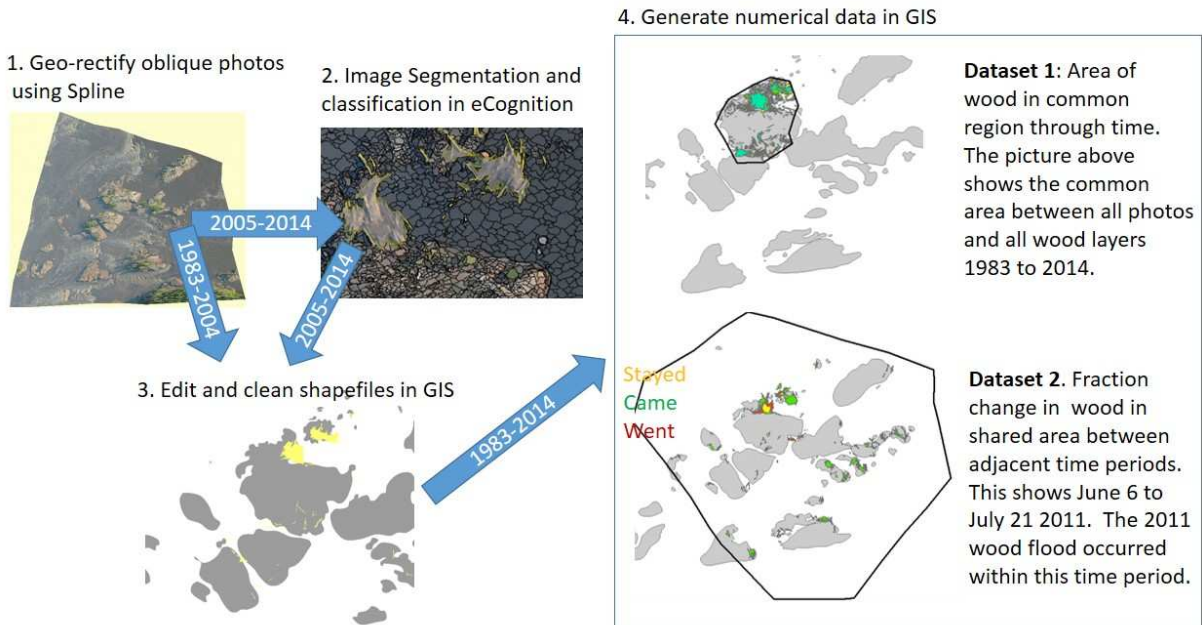 4. Generate numerical data in GIS
1. Geo-rectify oblique photos
using Spline
2. Image Segmentation and
classification in eCognition
2005-2014
1983-2004
2005-2014
3. Edit and clean shapefiles in GIS
1983-2014
Dataset 1: Area of
wood in common
region through time.
The picture above
shows the common
area between all photos
and all wood layers
1983 to 2014.
Stayed
Came
Went
Dataset 2. Fraction
change in wood in
shared area between
adjacent time periods.
This shows June 6 to
July 21 2011. The 2011
wood flood occurred
within this time period.